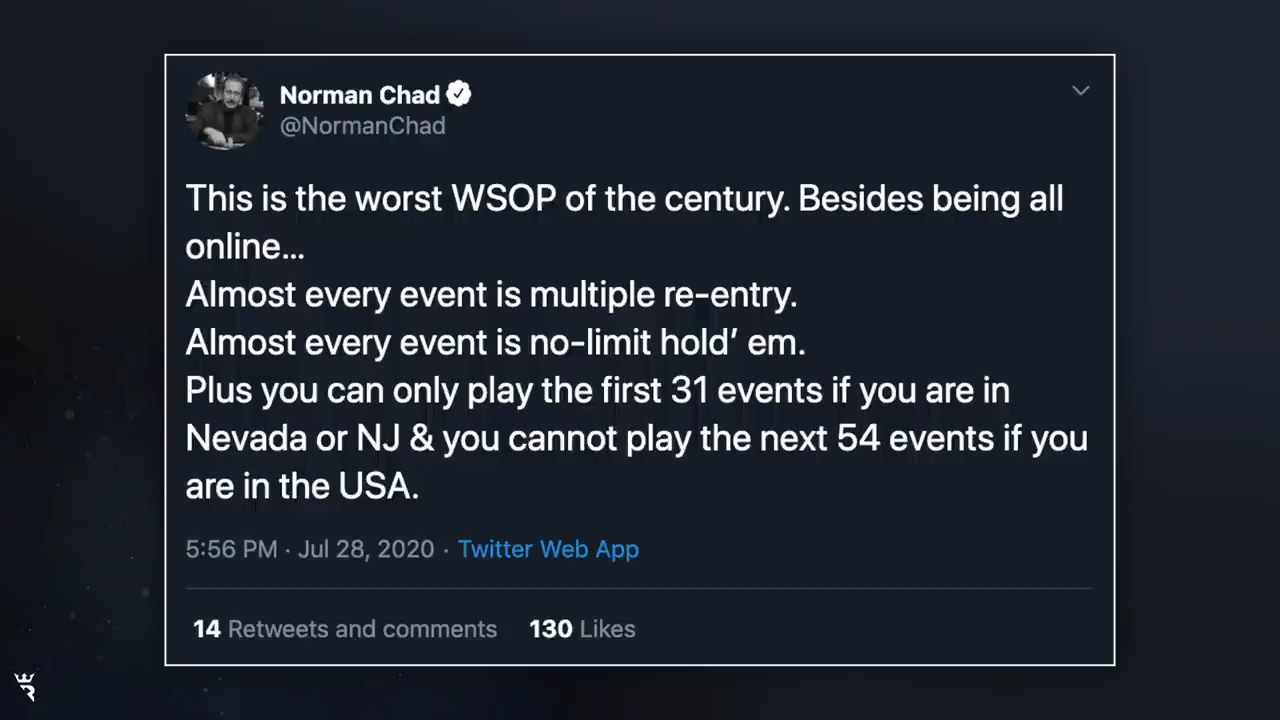 Norman Chad
@NormanChad
This is the worst WSOP of the century. Besides being all
online...
Almost every event is multiple re-entry.
Almost every event is no-limit hold’ em.
Plus you can only play the first 31 events if you are in
Nevada or NJ & you cannot play the next 54 events if you
are in the USA.
5:56 PM · Jul 28, 2020 · Twitter Web App
14 Retweets and comments 130 Likes
R